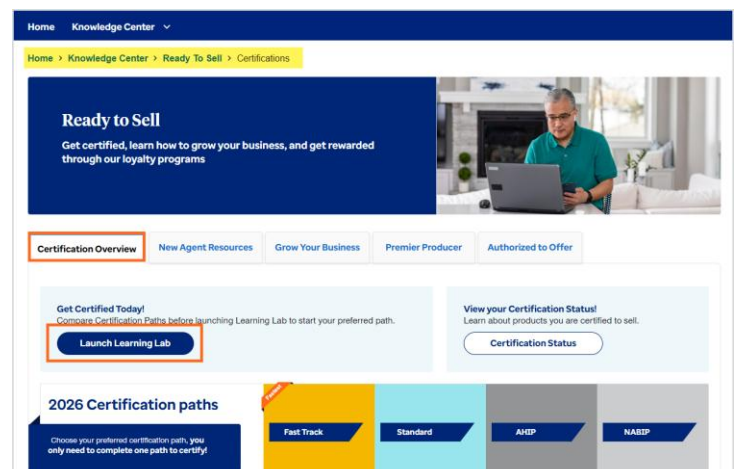 Home Knowledge Center
Home > Knowledge Center > Ready To Sell > Certifications
Ready to Sell
Get certified, learn how to grow your business, and get rewarded
through our loyalty programs
Certification Overview New Agent Resources Grow Your Business Premier Producer Authorized to Offer
Get Certified Today!
Compare Certification Paths before launching Learning Lab to start your preferred path.
Launch Learning Lab
View your Certification Status!
Learn about products you are certified to sell.
Certification Status
2026 Certification paths
Choose your preferred certification path, you
only need to complete one path to certify!
Fastest
Fast Track Standard AHIP NABIP